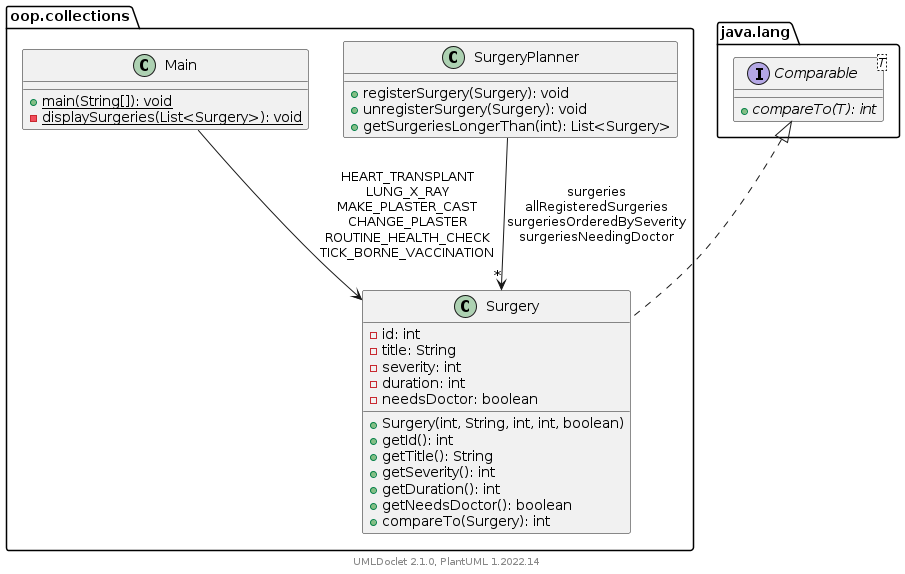 oop.collections
Main
main(String[]): void
displaySurgeries(List<Surgery>): void
SurgeryPlanner
registerSurgery(Surgery): void
unregisterSurgery(Surgery): void
getSurgeriesLongerThan(int): List<Surgery>
java.lang
Comparable
T
compareTo(T): int
HEART_TRANSPLANT
LUNG_X_RAY
MAKE_PLASTER_CAST
CHANGE_PLASTER
ROUTINE_HEALTH_CHECK
TICK_BORNE_VACCINATION
surgeries
allRegisteredSurgeries
surgeriesOrderedBySeverity
surgeriesNeedingDoctor
*
Surgery
id: int
title: String
severity: int
duration: int
needsDoctor: boolean
Surgery(int, String, int, int, boolean)
getId(): int
getTitle(): String
getSeverity(): int
getDuration(): int
getNeedsDoctor(): boolean
compareTo(Surgery): int
UMLDoclet 2.1.0, PlantUML 1.2022.14